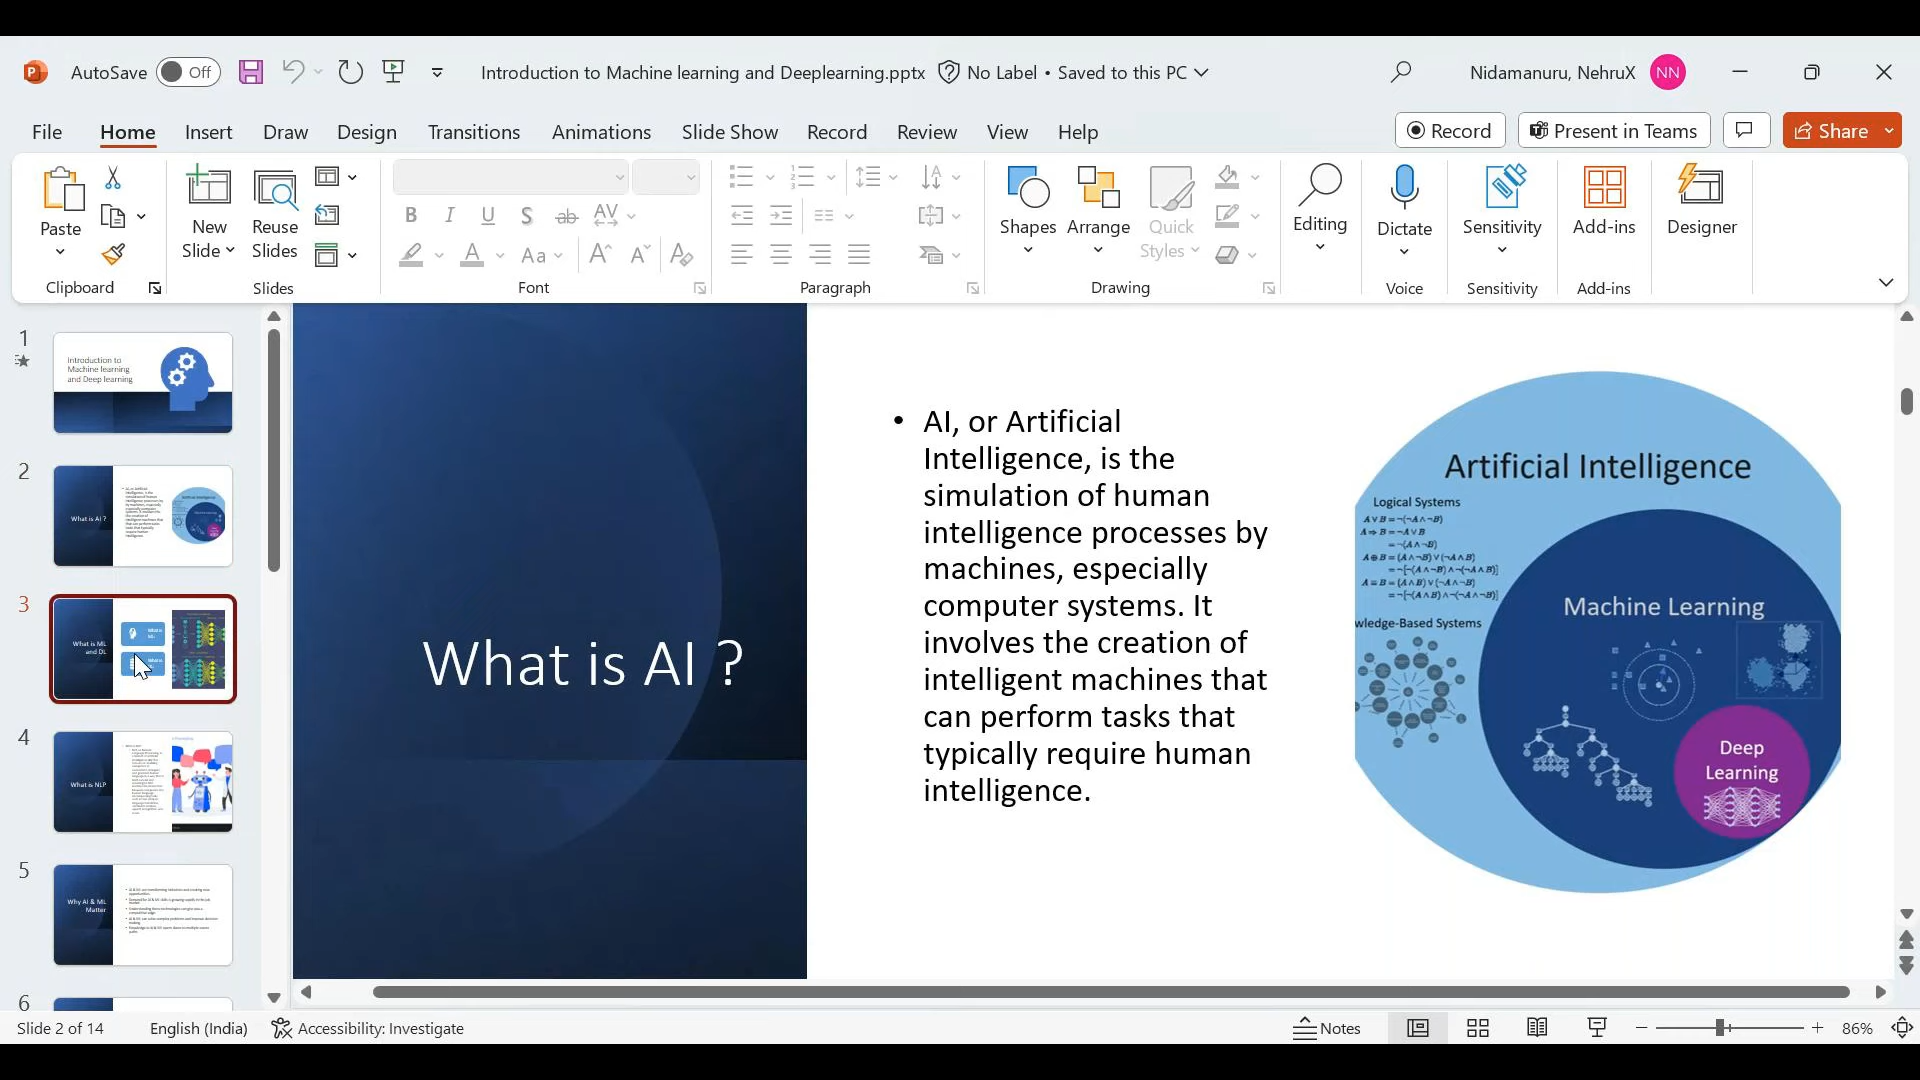 AutoSave Off Introduction to Machine learning and Deeplearning.pptx No Label • Saved to this PC Nidamanuru, NehruX NN
File Home Insert Draw Design Transitions Animations Slide Show Record Review View Help Record Present in Teams Share
Paste
New Slide
Reuse Slides
B I U S ab AV
Aa A A
Shapes Arrange Quick Styles
Editing
Dictate
Sensitivity
Add-ins
Designer
Clipboard Slides Font Paragraph Drawing Voice Sensitivity Add-ins
1
Introduction to
Machine learning
and Deep learning
2
What is AI ?
3
What is ML
and DL
4
What is NLP
5
Why AI & ML
Matter
6
What is AI ?
• AI, or Artificial
Intelligence, is the
simulation of human
intelligence processes by
machines, especially
computer systems. It
involves the creation of
intelligent machines that
can perform tasks that
typically require human
intelligence.
Artificial Intelligence
Logical Systems
wledge-Based Systems
Machine Learning
Deep
Learning
Slide 2 of 14 English (India) Accessibility: Investigate Notes 86%